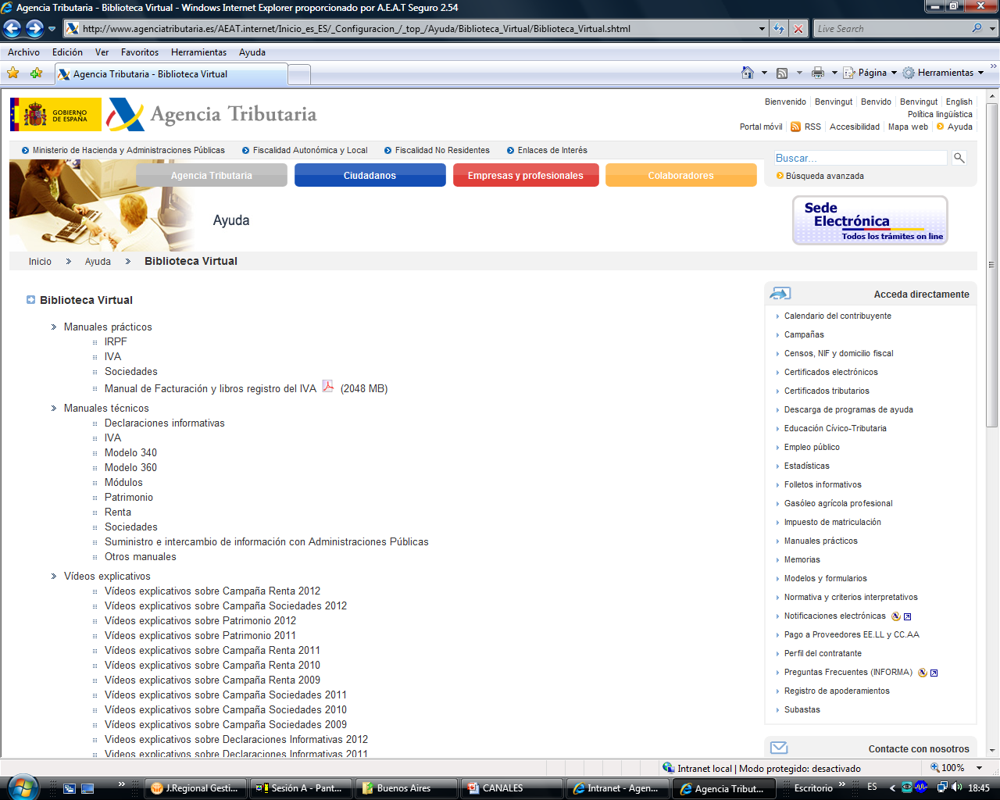 Agencia Tributaria - Biblioteca Virtual - Windows Internet Explorer proporcionado por A.E.A.T Seguro 2.54
http://www.agenciatributaria.es/AEAT.internet/Inicio_es_ES/_Configuracion_/_top_/Ayuda/Biblioteca_Virtual/Biblioteca_Virtual.shtml
Live Search
Archivo Edición Ver Favoritos Herramientas Ayuda
Agencia Tributaria - Biblioteca Virtual
Página Herramientas
GOBIERNO DE ESPAÑA
Agencia Tributaria
Bienvenido Benvingut Benvido Benvingut English
Política lingüística
Portal móvil RSS Accesibilidad Mapa web Ayuda
Ministerio de Hacienda y Administraciones Públicas Fiscalidad Autonómica y Local Fiscalidad No Residentes Enlaces de Interés
Buscar...
Búsqueda avanzada
Agencia Tributaria Ciudadanos Empresas y profesionales Colaboradores
Ayuda
Sede
Electrónica
Todos los trámites on line
Inicio Ayuda Biblioteca Virtual
Biblioteca Virtual
Manuales prácticos
IRPF
IVA
Sociedades
Manual de Facturación y libros registro del IVA (2048 MB)
Manuales técnicos
Declaraciones informativas
IVA
Modelo 340
Modelo 360
Módulos
Patrimonio
Renta
Sociedades
Suministro e intercambio de información con Administraciones Públicas
Otros manuales
Vídeos explicativos
Vídeos explicativos sobre Campaña Renta 2012
Vídeos explicativos sobre Campaña Sociedades 2012
Vídeos explicativos sobre Patrimonio 2012
Vídeos explicativos sobre Patrimonio 2011
Vídeos explicativos sobre Campaña Renta 2011
Vídeos explicativos sobre Campaña Renta 2010
Vídeos explicativos sobre Campaña Renta 2009
Vídeos explicativos sobre Campaña Sociedades 2011
Vídeos explicativos sobre Campaña Sociedades 2010
Vídeos explicativos sobre Campaña Sociedades 2009
Videos explicativos sobre Declaraciones Informativas 2012
Videos explicativos sobre Declaraciones Informativas 2011
Acceda directamente
Calendario del contribuyente
Campañas
Censos, NIF y domicilio fiscal
Certificados electrónicos
Certificados tributarios
Descarga de programas de ayuda
Educación Cívico-Tributaria
Empleo público
Estadísticas
Folletos informativos
Gasóleo agrícola profesional
Impuesto de matriculación
Manuales prácticos
Memorias
Modelos y formularios
Normativa y criterios interpretativos
Notificaciones electrónicas
Pago a Proveedores EE.LL y CC.AA
Perfil del contratante
Preguntas Frecuentes (INFORMA)
Registro de apoderamientos
Subastas
Contacte con nosotros
Intranet local | Modo protegido: desactivado
100%
J.Regional Gesti... Sesión A - Pant... Buenos Aires CANALES Intranet - Agen... Agencia Tribut... Escritorio ES 18:45